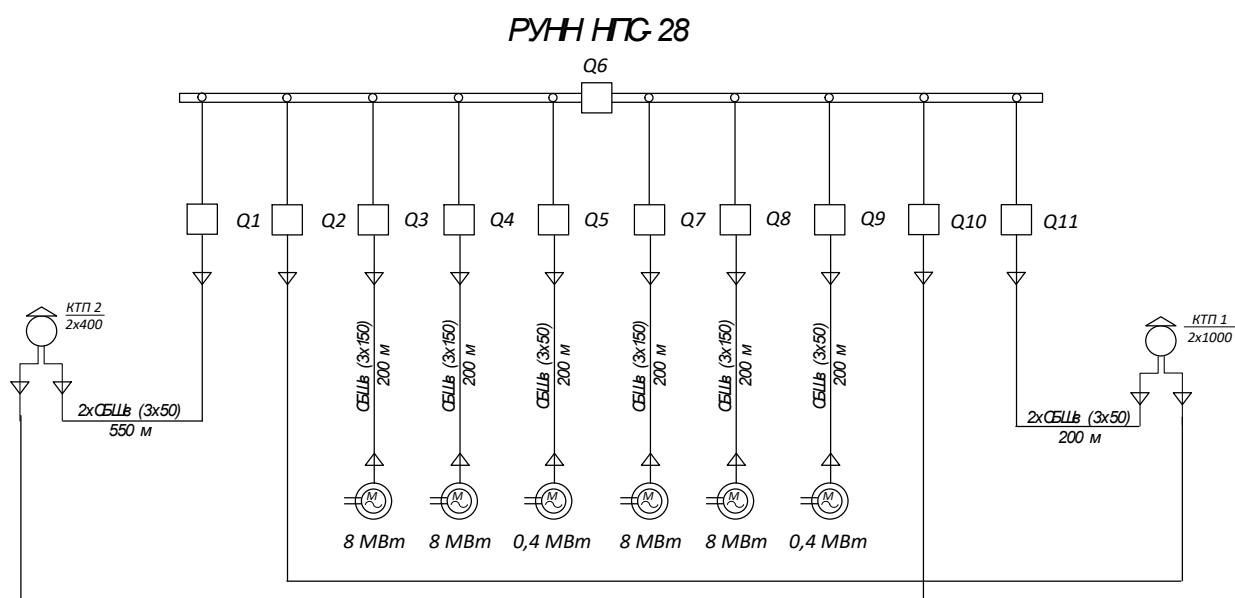 РУНН НПС-28
Q6
Q1
Q2
Q3
Q4
Q5
Q7
Q8
Q9
Q10
Q11
КТП 2
2х400
КТП 1
2х1000
СБШв (3х150)
200 м
СБШв (3х150)
200 м
СБШв (3х50)
200 м
СБШв (3х150)
200 м
СБШв (3х150)
200 м
СБШв (3х50)
200 м
2хСБШв (3х50)
550 м
2хСБШв (3х50)
200 м
М
М
М
М
М
М
8 МВт
8 МВт
0,4 МВт
8 МВт
8 МВт
0,4 МВт